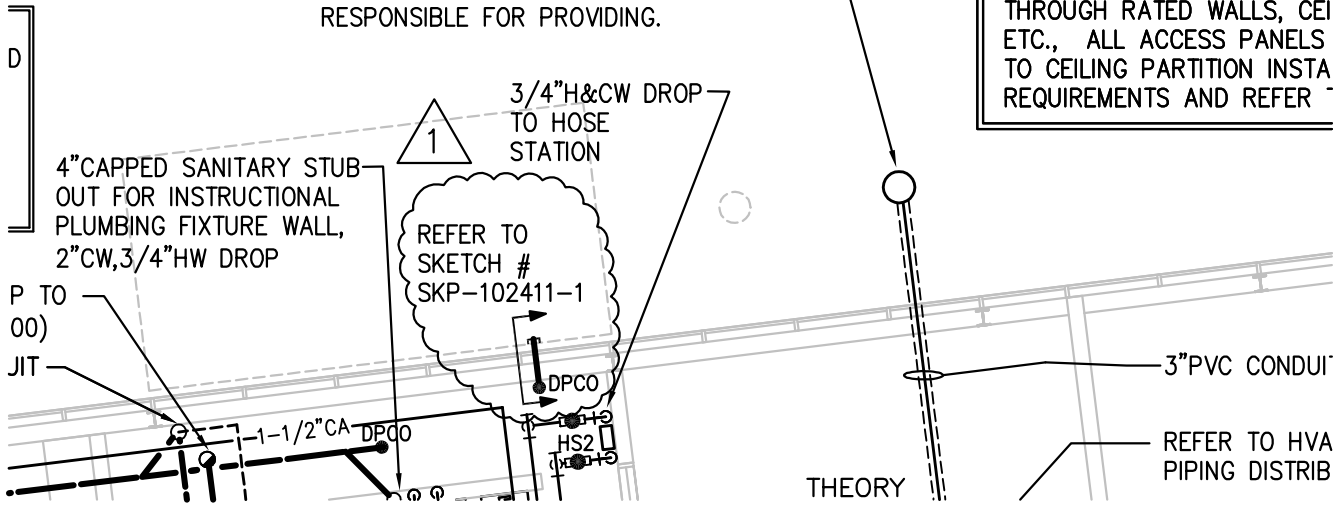 RESPONSIBLE FOR PROVIDING.
THROUGH RATED WALLS, CEI
ETC., ALL ACCESS PANELS
TO CEILING PARTITION INSTA
REQUIREMENTS AND REFER
D
3/4"H&CW DROP
TO HOSE
STATION
1
4"CAPPED SANITARY STUB
OUT FOR INSTRUCTIONAL
PLUMBING FIXTURE WALL,
2"CW,3/4"HW DROP
REFER TO
SKETCH #
SKP-102411-1
P TO
00)
JIT
DPCO
3"PVC CONDUIT
1-1/2"CA
DPCO
HS2
REFER TO HVA
PIPING DISTRIB
THEORY